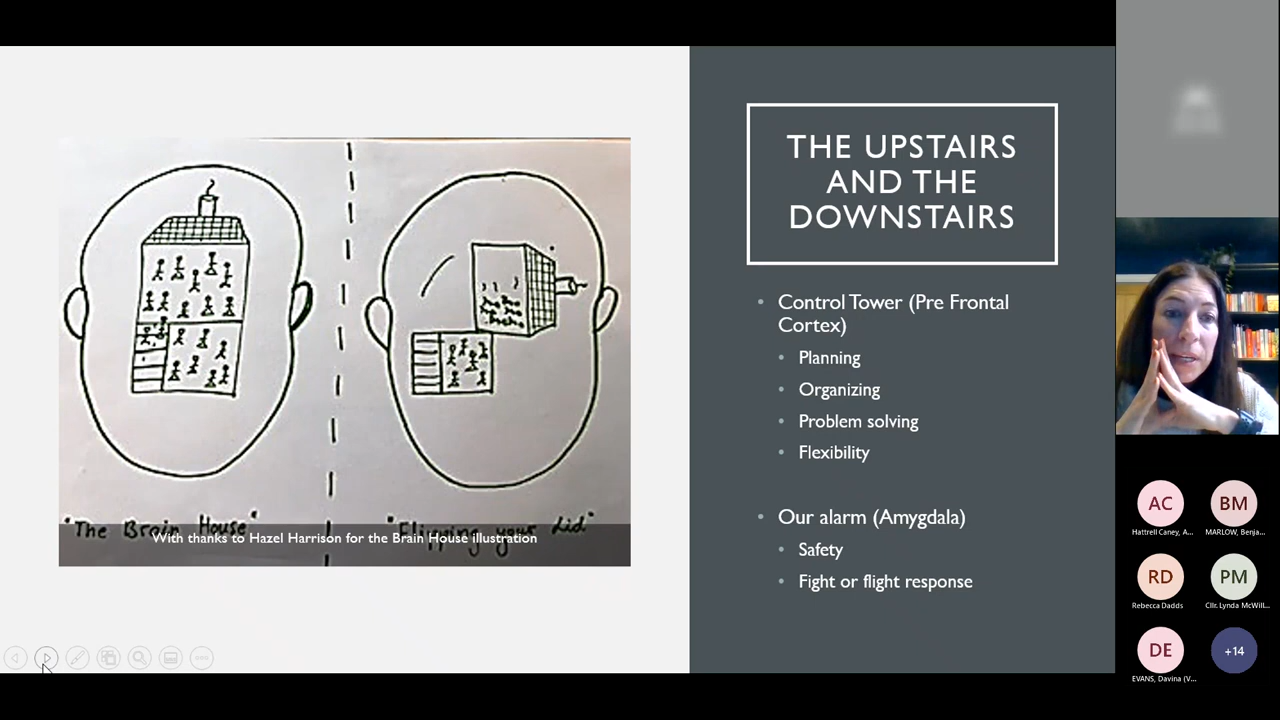 "The Brain House"
"Flipping your Lid"
With thanks to Hazel Harrison for the Brain House illustration
THE UPSTAIRS
AND THE
DOWNSTAIRS
• Control Tower (Pre Frontal
Cortex)
• Planning
• Organizing
• Problem solving
• Flexibility
• Our alarm (Amygdala)
• Safety
• Fight or flight response
AC
BM
Hattrell Caney, A...
MARLOW, Benja...
RD
PM
Rebecca Dadds
Cllr. Lynda McWill...
DE
+14
EVANS, Davina (V...